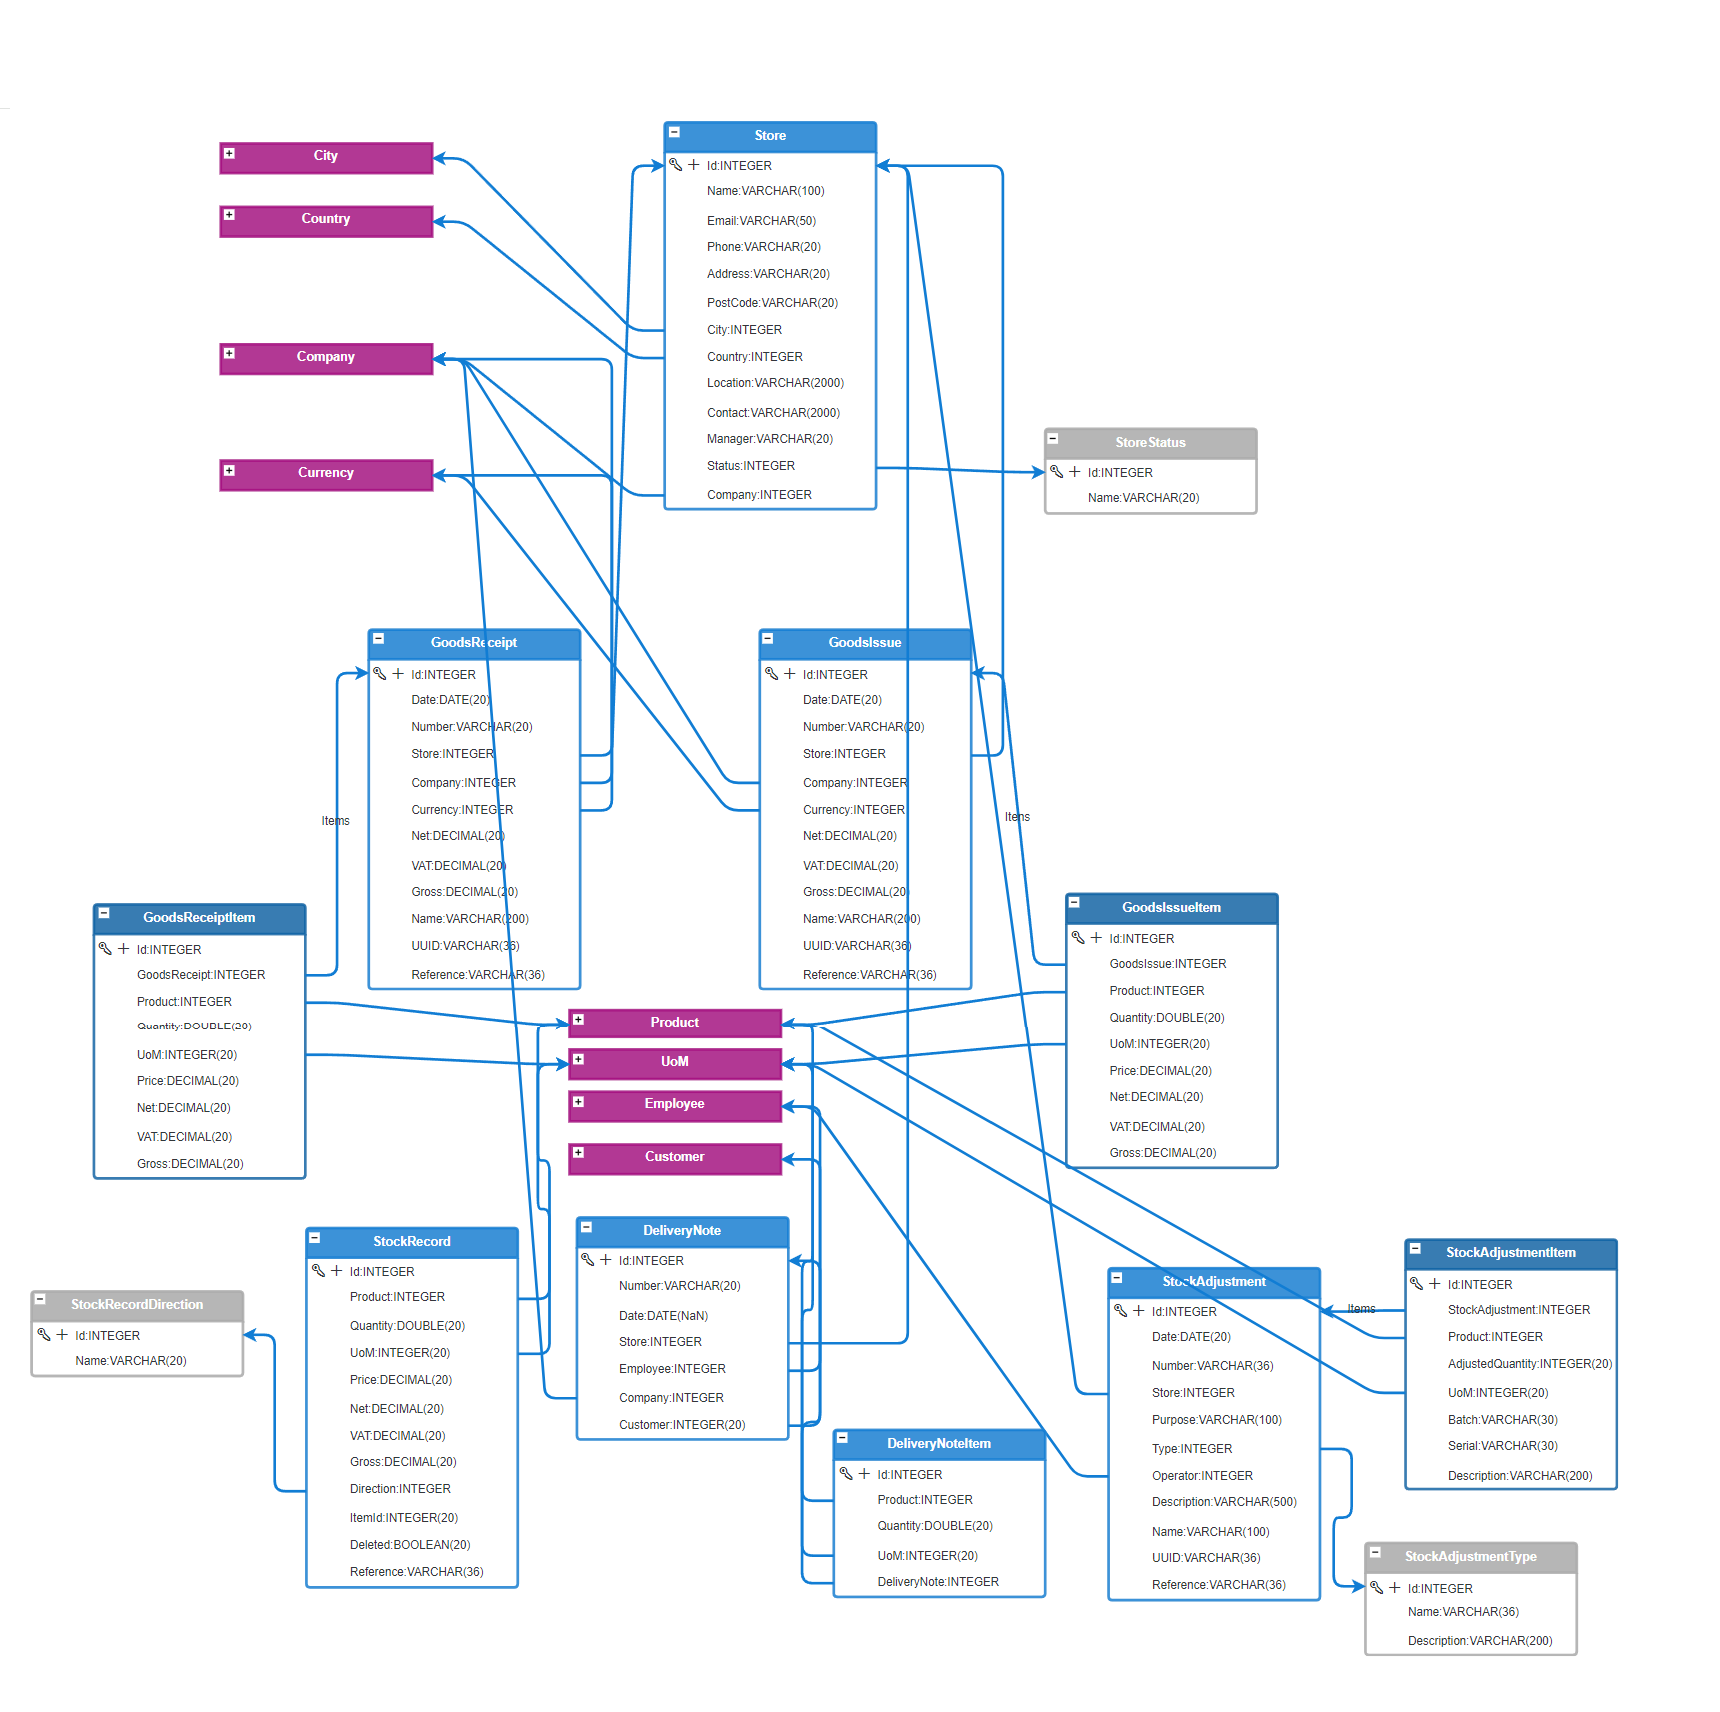 Store
Id:INTEGER
Name:VARCHAR(100)
Email:VARCHAR(50)
Phone:VARCHAR(20)
Address:VARCHAR(20)
PostCode:VARCHAR(20)
City:INTEGER
Country:INTEGER
Location:VARCHAR(2000)
Contact:VARCHAR(2000)
Manager:VARCHAR(20)
Status:INTEGER
Company:INTEGER
City
Country
Company
Currency
StoreStatus
Id:INTEGER
Name:VARCHAR(20)
GoodsReceipt
Id:INTEGER
Date:DATE(20)
Number:VARCHAR(20)
Store:INTEGER
Company:INTEGER
Currency:INTEGER
Net:DECIMAL(20)
VAT:DECIMAL(20)
Gross:DECIMAL(20)
Name:VARCHAR(200)
UUID:VARCHAR(36)
Reference:VARCHAR(36)
GoodsIssue
Id:INTEGER
Date:DATE(20)
Number:VARCHAR(20)
Store:INTEGER
Company:INTEGER
Currency:INTEGER
Net:DECIMAL(20)
VAT:DECIMAL(20)
Gross:DECIMAL(20)
Name:VARCHAR(200)
UUID:VARCHAR(36)
Reference:VARCHAR(36)
Items
Itens
GoodsReceiptItem
Id:INTEGER
GoodsReceipt:INTEGER
Product:INTEGER
Quantity:DOUBLE(20)
UoM:INTEGER(20)
Price:DECIMAL(20)
Net:DECIMAL(20)
VAT:DECIMAL(20)
Gross:DECIMAL(20)
GoodsIssueItem
Id:INTEGER
GoodsIssue:INTEGER
Product:INTEGER
Quantity:DOUBLE(20)
UoM:INTEGER(20)
Price:DECIMAL(20)
Net:DECIMAL(20)
VAT:DECIMAL(20)
Gross:DECIMAL(20)
Product
UoM
Employee
Customer
StockRecord
Id:INTEGER
Product:INTEGER
Quantity:DOUBLE(20)
UoM:INTEGER(20)
Price:DECIMAL(20)
Net:DECIMAL(20)
VAT:DECIMAL(20)
Gross:DECIMAL(20)
Direction:INTEGER
ItemId:INTEGER(20)
Deleted:BOOLEAN(20)
Reference:VARCHAR(36)
StockRecordDirection
Id:INTEGER
Name:VARCHAR(20)
DeliveryNote
Id:INTEGER
Number:VARCHAR(20)
Date:DATE(NaN)
Store:INTEGER
Employee:INTEGER
Company:INTEGER
Customer:INTEGER(20)
DeliveryNoteItem
Id:INTEGER
Product:INTEGER
Quantity:DOUBLE(20)
UoM:INTEGER(20)
DeliveryNote:INTEGER
StockAdjustment
Id:INTEGER
Date:DATE(20)
Number:VARCHAR(36)
Store:INTEGER
Purpose:VARCHAR(100)
Type:INTEGER
Operator:INTEGER
Description:VARCHAR(500)
Name:VARCHAR(100)
UUID:VARCHAR(36)
Reference:VARCHAR(36)
Items
StockAdjustmentItem
Id:INTEGER
StockAdjustment:INTEGER
Product:INTEGER
AdjustedQuantity:INTEGER(20)
UoM:INTEGER(20)
Batch:VARCHAR(30)
Serial:VARCHAR(30)
Description:VARCHAR(200)
StockAdjustmentType
Id:INTEGER
Name:VARCHAR(36)
Description:VARCHAR(200)